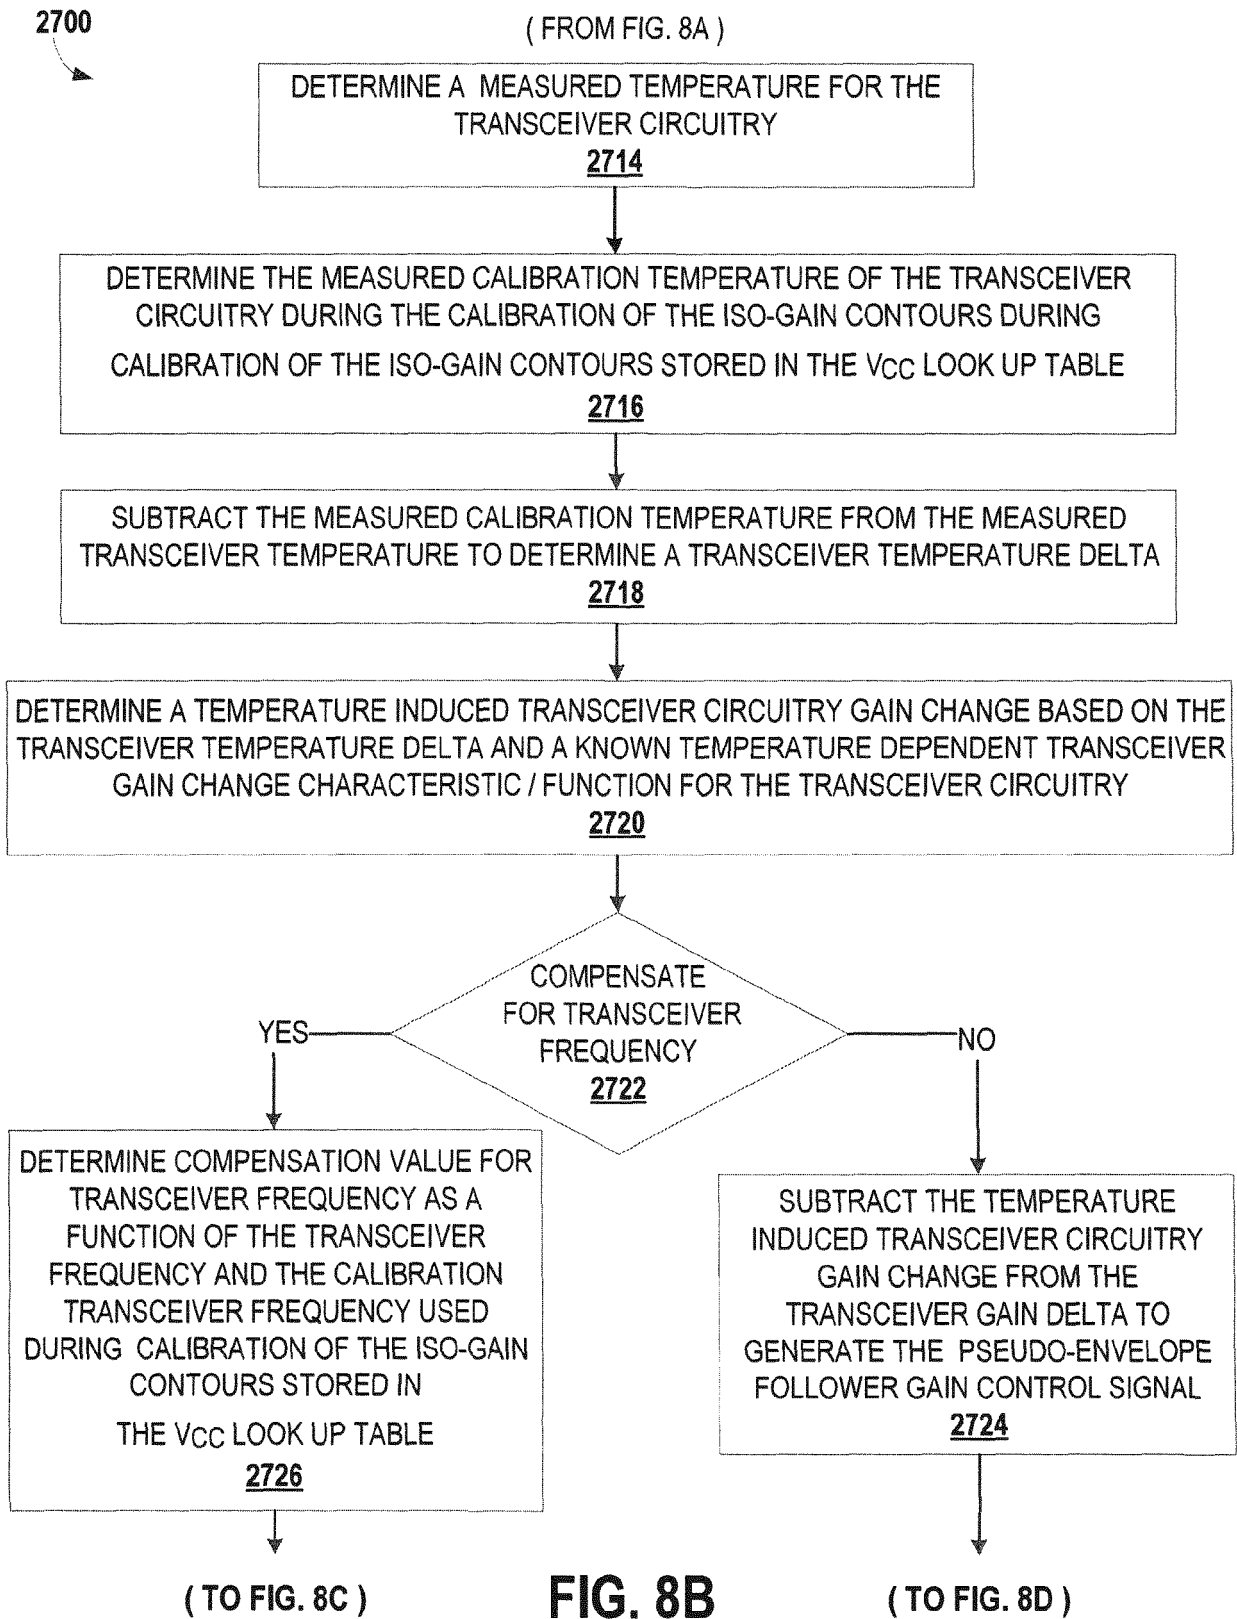 2700
( FROM FIG. 8A )
DETERMINE A MEASURED TEMPERATURE FOR THE
TRANSCEIVER CIRCUITRY
2714
DETERMINE THE MEASURED CALIBRATION TEMPERATURE OF THE TRANSCEIVER
CIRCUITRY DURING THE CALIBRATION OF THE ISO-GAIN CONTOURS DURING
CALIBRATION OF THE ISO-GAIN CONTOURS STORED IN THE VCC LOOK UP TABLE
2716
SUBTRACT THE MEASURED CALIBRATION TEMPERATURE FROM THE MEASURED
TRANSCEIVER TEMPERATURE TO DETERMINE A TRANSCEIVER TEMPERATURE DELTA
2718
DETERMINE A TEMPERATURE INDUCED TRANSCEIVER CIRCUITRY GAIN CHANGE BASED ON THE
TRANSCEIVER TEMPERATURE DELTA AND A KNOWN TEMPERATURE DEPENDENT TRANSCEIVER
GAIN CHANGE CHARACTERISTIC / FUNCTION FOR THE TRANSCEIVER CIRCUITRY
2720
COMPENSATE
FOR TRANSCEIVER
FREQUENCY
2722
YES
NO
DETERMINE COMPENSATION VALUE FOR
TRANSCEIVER FREQUENCY AS A
FUNCTION OF THE TRANSCEIVER
FREQUENCY AND THE CALIBRATION
TRANSCEIVER FREQUENCY USED
DURING CALIBRATION OF THE ISO-GAIN
CONTOURS STORED IN
THE VCC LOOK UP TABLE
2726
SUBTRACT THE TEMPERATURE
INDUCED TRANSCEIVER CIRCUITRY
GAIN CHANGE FROM THE
TRANSCEIVER GAIN DELTA TO
GENERATE THE PSEUDO-ENVELOPE
FOLLOWER GAIN CONTROL SIGNAL
2724
( TO FIG. 8C )
FIG. 8B
( TO FIG. 8D )